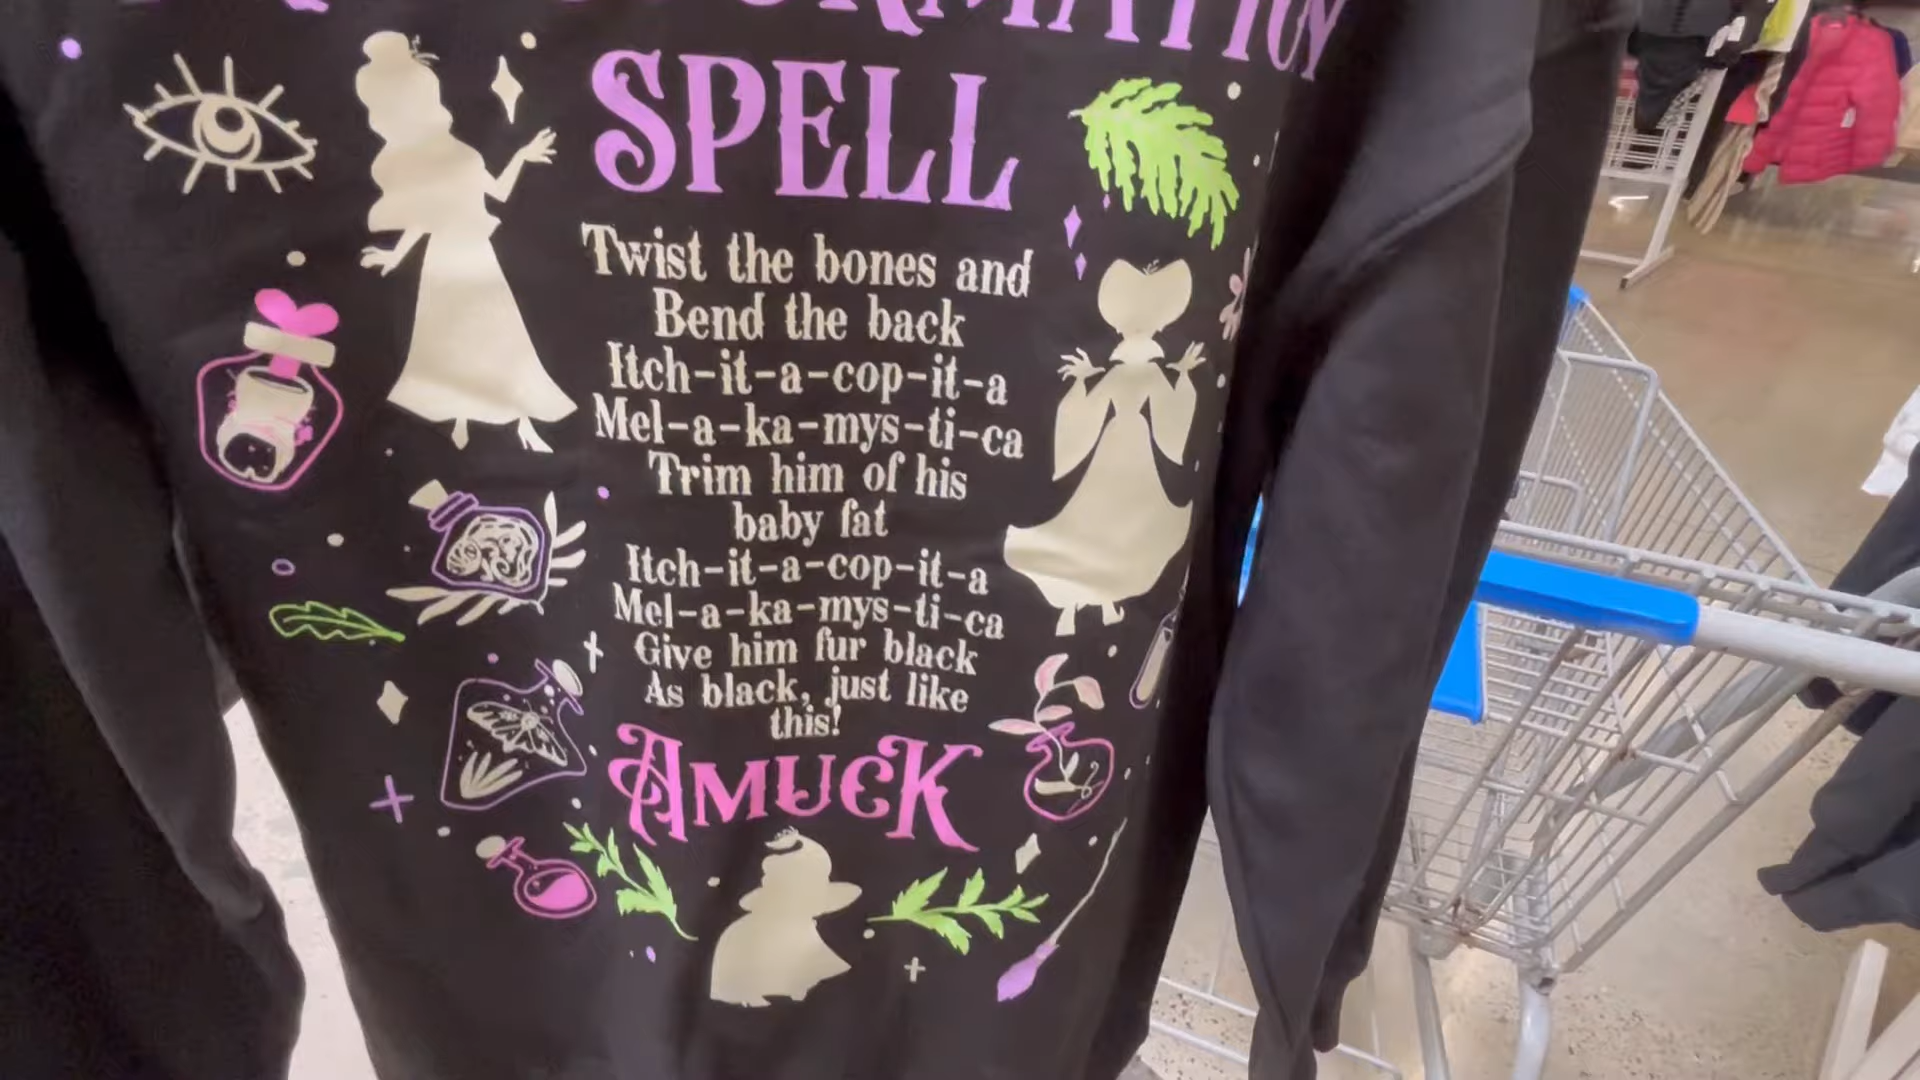 SPELL
Twist the bones and
Bend the back
Itch-it-a-cop-it-a
Mel-a-ka-mys-ti-ca
Trim him of his
baby fat
Itch-it-a-cop-it-a
Mel-a-ka-mys-ti-ca
Give him fur black
As black, just like
this!
AMUCK